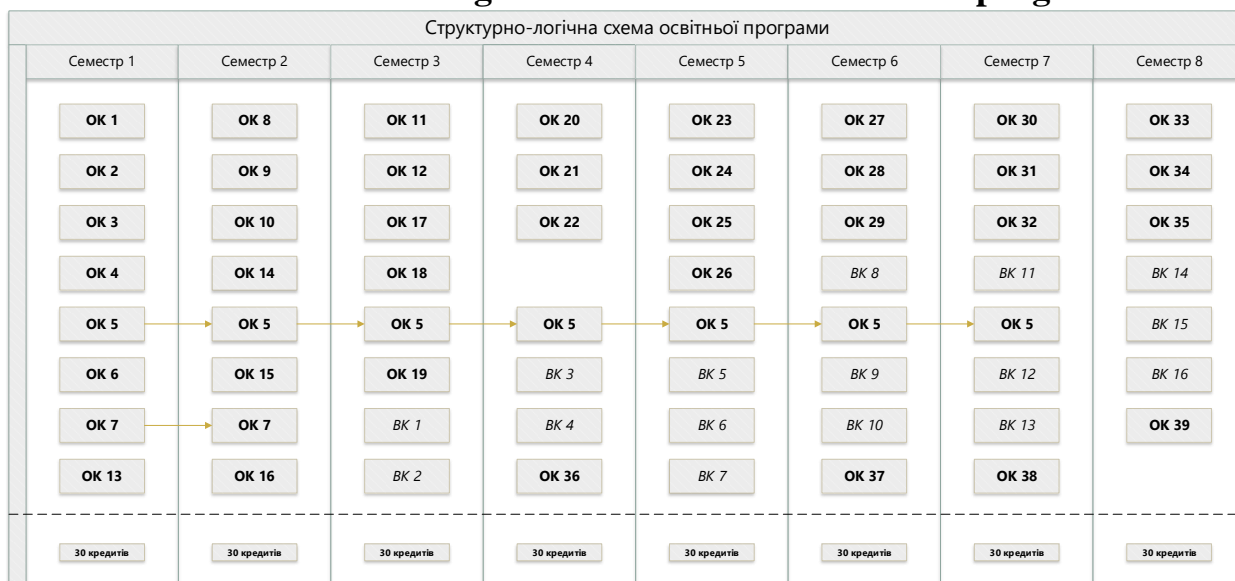 Структурно-логічна схема освітньої програми
Семестр 1 Семестр 2 Семестр 3 Семестр 4 Семестр 5 Семестр 6 Семестр 7 Семестр 8
ОК 1 ОК 8 ОК 11 ОК 20 ОК 23 ОК 27 ОК 30 ОК 33
ОК 2 ОК 9 ОК 12 ОК 21 ОК 24 ОК 28 ОК 31 ОК 34
ОК 3 ОК 10 ОК 17 ОК 22 ОК 25 ОК 29 ОК 32 ОК 35
ОК 4 ОК 14 ОК 18 ОК 26 ВК 8 ВК 11 ВК 14
ОК 5 ОК 5 ОК 5 ОК 5 ОК 5 ОК 5 ОК 5 ВК 15
ОК 6 ОК 15 ОК 19 ВК 3 ВК 5 ВК 9 ВК 12 ВК 16
ОК 7 ОК 7 ВК 1 ВК 4 ВК 6 ВК 10 ВК 13 ОК 39
ОК 13 ОК 16 ВК 2 ОК 36 ВК 7 ОК 37 ОК 38
30 кредитів 30 кредитів 30 кредитів 30 кредитів 30 кредитів 30 кредитів 30 кредитів 30 кредитів